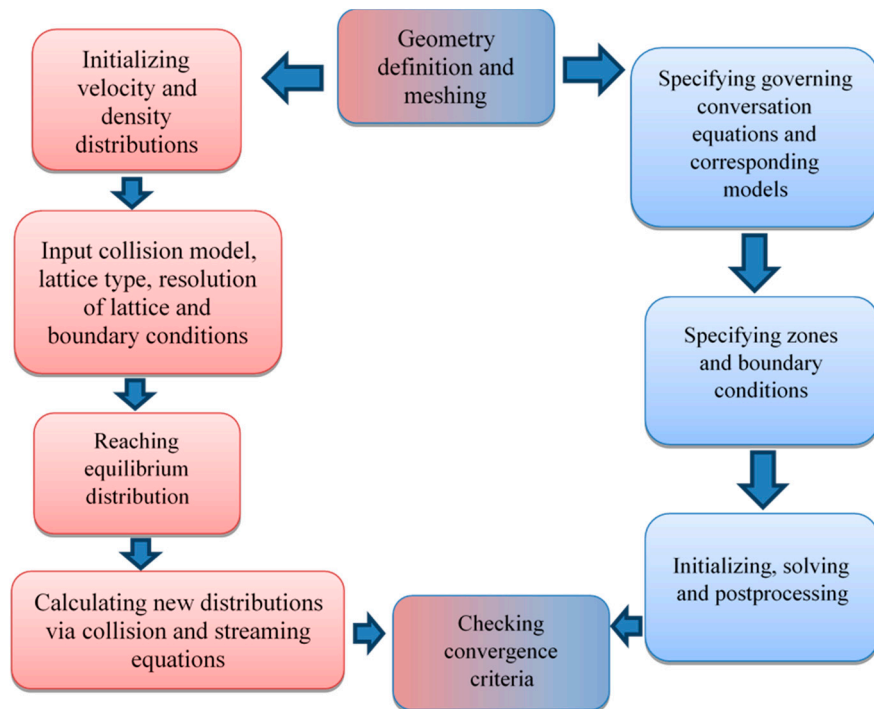 Geometry
definition and
meshing
Initializing
velocity and
density
distributions
Input collision model,
lattice type, resolution
of lattice and
boundary conditions
Reaching
equilibrium
distribution
Calculating new distributions
via collision and streaming
equations
Specifying governing
conversation
equations and
corresponding
models
Specifying zones
and boundary
conditions
Initializing, solving
and postprocessing
Checking
convergence
criteria